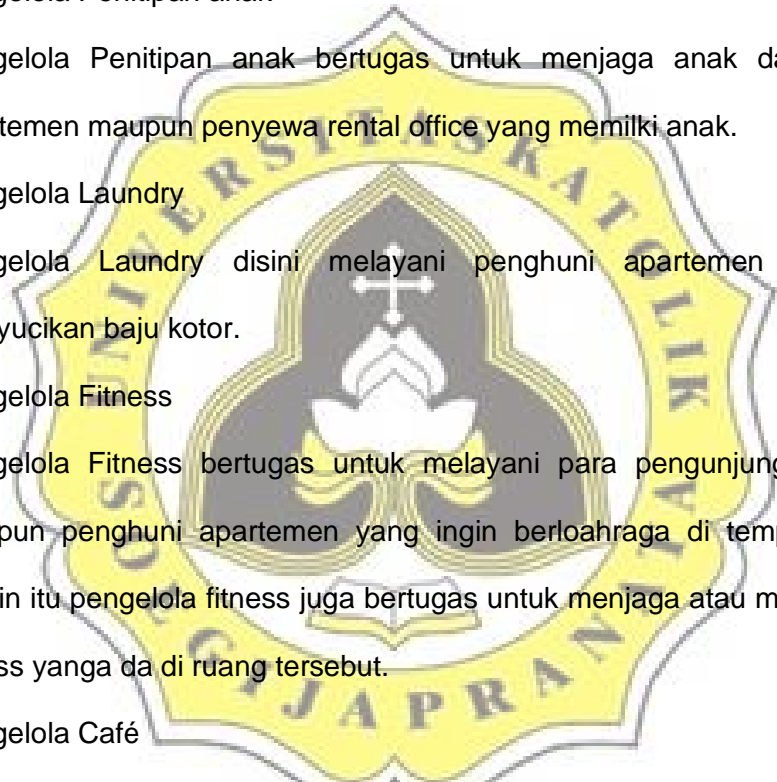 gelola Penitipan anak
gelola Penitipan anak bertugas untuk menjaga anak da
temen maupun penyewa rental office yang memilki anak.
gelola Laundry
gelola Laundry disini melayani penghuni apartemen
yucikan baju kotor.
gelola Fitness
gelola Fitness bertugas untuk melayani para pengunjung
pun penghuni apartemen yang ingin berloahraga di temp
in itu pengelola fitness juga bertugas untuk menjaga atau m
ss yanga da di ruang tersebut.
gelola Café
UNIVERSITAS KATOLIK
SOEGIJAPRANATA